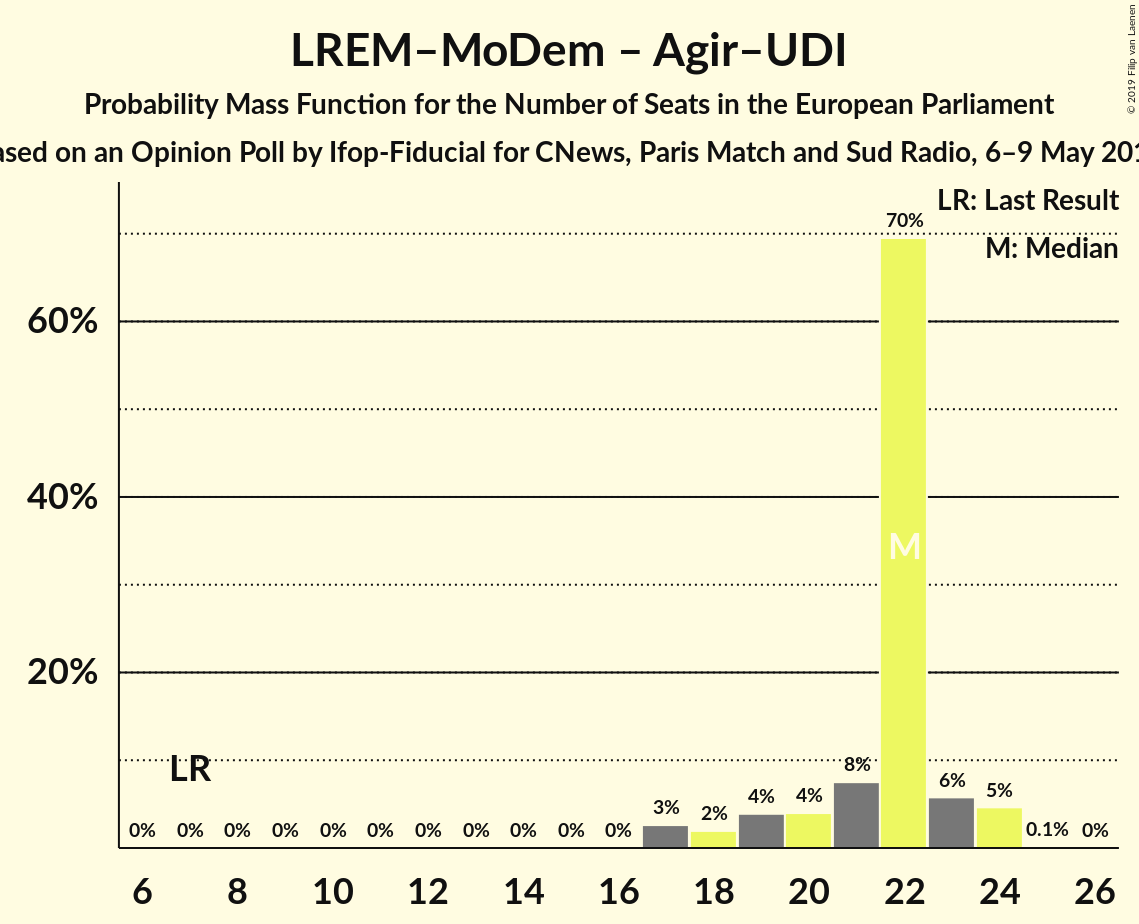 LREM–MoDem – Agir–UDI
Probability Mass Function for the Number of Seats in the European Parliament
on an Opinion Poll by Ifop-Fiducial for CNews, Paris Match and Sud Radio, 6–9 May
© 2019 Filip van Laenen
LR: Last Result
M: Median
70%
60%
40%
M
20%
LR
8%
6%
5%
4%
4%
3%
2%
0% 0% 0% 0% 0% 0% 0% 0% 0% 0% 0% 0.1% 0%
6 8 10 12 14 16 18 20 22 24 26